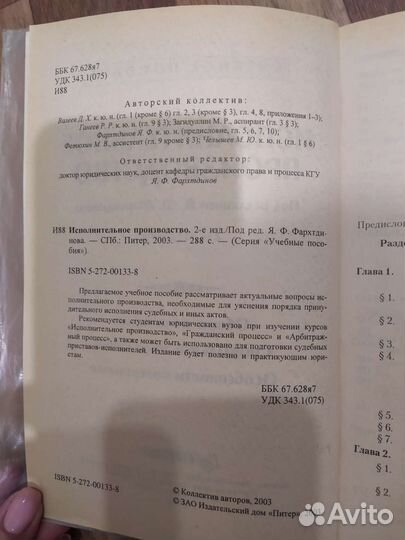 ББК 67.628я7
УДК 343.1(075)
И88
Авторский коллектив:
Валеев Д. Х. к. ю. н. (гл. 1 (кроме § 6) гл. 2, 3 (кроме § 3), гл. 4, 8, приложения 1–3);
Ганеев Р. Р. к. ю. н. (гл. 9 § 3); Загидуллин М. Р., аспирант (гл. 3 § 3);
Фархтдинов Я. Ф. к. ю. н. (предисловие, гл. 5, 6, 7, 10);
Фетюхин М. В., ассистент (гл. 9 кроме § 3); Челышев М. Ю. к. ю. н. (гл. 1 § 6)
Ответственный редактор:
доктор юридических наук, доцент кафедры гражданского права и процесса КГУ
Я. Ф. Фархтдинов
И88 Исполнительное производство. 2-е изд./Под ред. Я. Ф. Фархтди-
нова. — СПб.: Питер, 2003. — 288 с. — (Серия «Учебные посо-
бия»).
ISBN 5-272-00133-8
Предлагаемое учебное пособие рассматривает актуальные вопросы ис-
полнительного производства, необходимые для уяснения порядка прину-
дительного исполнения судебных и иных актов.
Рекомендуется студентам юридических вузов при изучении курсов
«Исполнительное производство», «Гражданский процесс» и «Арбитраж-
ный процесс», а также может быть использовано для подготовки судебных
приставов-исполнителей. Издание будет полезно и практикующим юри-
стам.
ББК 67.628я7
УДК 343.1(075)
ISBN 5-272-00133-8
© Коллектив авторов, 2003
© ЗАО Издательский дом «Питер», 2003
Предисло
Разде
Глава 1.
§ 1.
§ 2.
§ 3.
§ 4.
§ 5.
§ 6.
§ 7.
Глава 2.
§ 1.
§ 2.
Avito